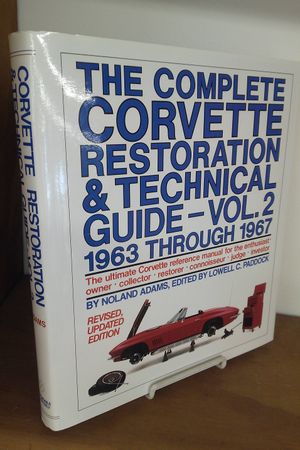 THE COMPLETE
CORVETTE
RESTORATION
& TECHNICAL
GUIDE – VOL. 2
1963 THROUGH 1967
The ultimate Corvette reference manual for the enthusiast·
owner · collector · restorer · connoisseur · judge · investor
BY NOLAND ADAMS, EDITED BY LOWELL C. PADDOCK
REVISED,
UPDATED
EDITION
CORVETTE RESTORATION